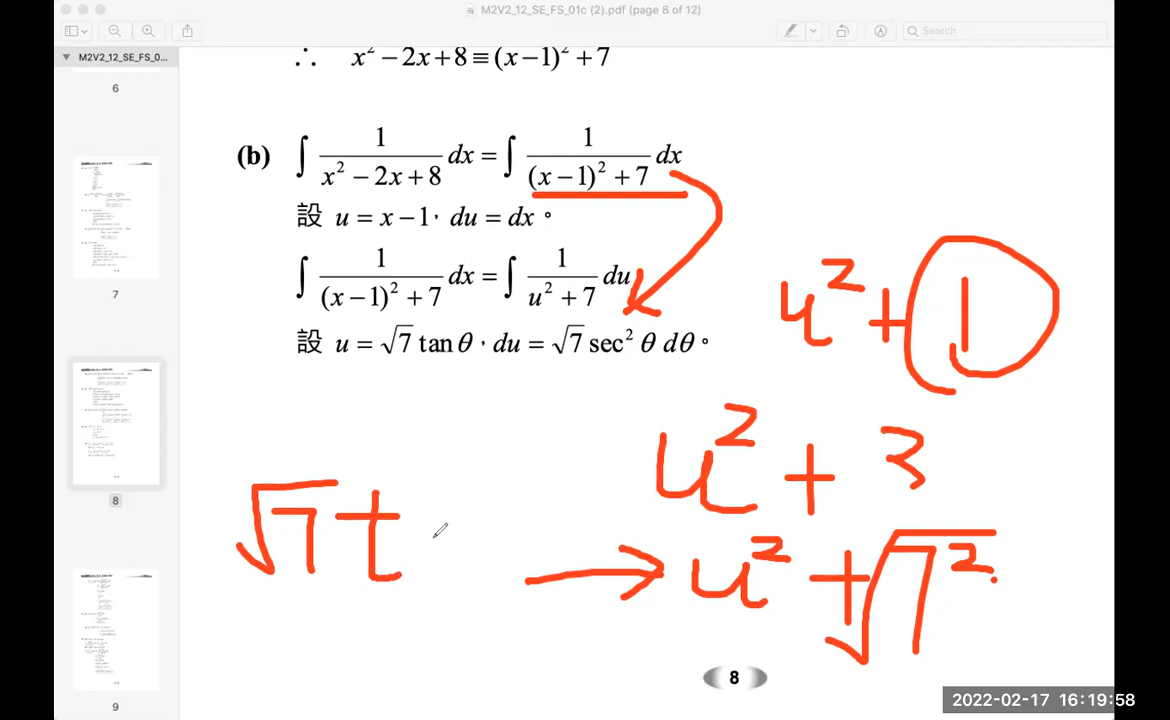 M2V2_12_SE_FS_01c (2).pdf (page 8 of 12)
Search
M2V2_12_SE_FS_0...
6
7
8
9
∴ x² − 2x + 8 ≡ (x − 1)² + 7
(b) ∫ 1/(x² − 2x + 8) dx = ∫ 1/((x − 1)² + 7) dx
設 u = x − 1，du = dx。
∫ 1/((x − 1)² + 7) dx = ∫ 1/(u² + 7) du
設 u = √7 tan θ，du = √7 sec² θ dθ。
u² + 1
u² + 3
√7 t
→ u² + √7²
8
2022-02-17 16:19:58